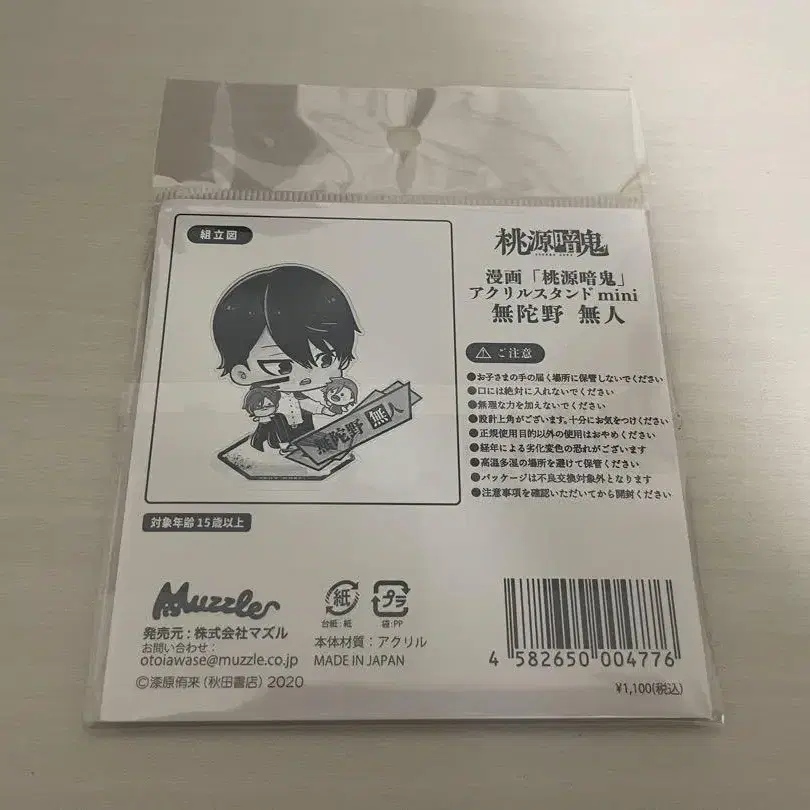 組立図
無陀野 無人
桃源暗鬼
漫画「桃源暗鬼」
アクリルスタンド mini
無陀野 無人
ご注意
●お子さまの手の届く場所に保管しないでください
●口には絶対に入れないでください
●無理な力を加えないでください
●設計上角がございます。十分にお気をつけください
●正規使用目的以外の使用はおやめください
●経年による劣化変色の恐れがございます
●高温多湿の場所を避けて保管ください
●パッケージは不良交換対象外となります
●注意事項を確認いただいてから開封ください
対象年齢15歳以上
Muzzle
発売元：株式会社マズル
お問い合わせ：
otoiawase@muzzle.co.jp
©漆原侑来（秋田書店）2020
紙
台紙：紙
プラ
袋：PP
本体材質：アクリル
MADE IN JAPAN
4 582650 004776
¥1,100(税込)